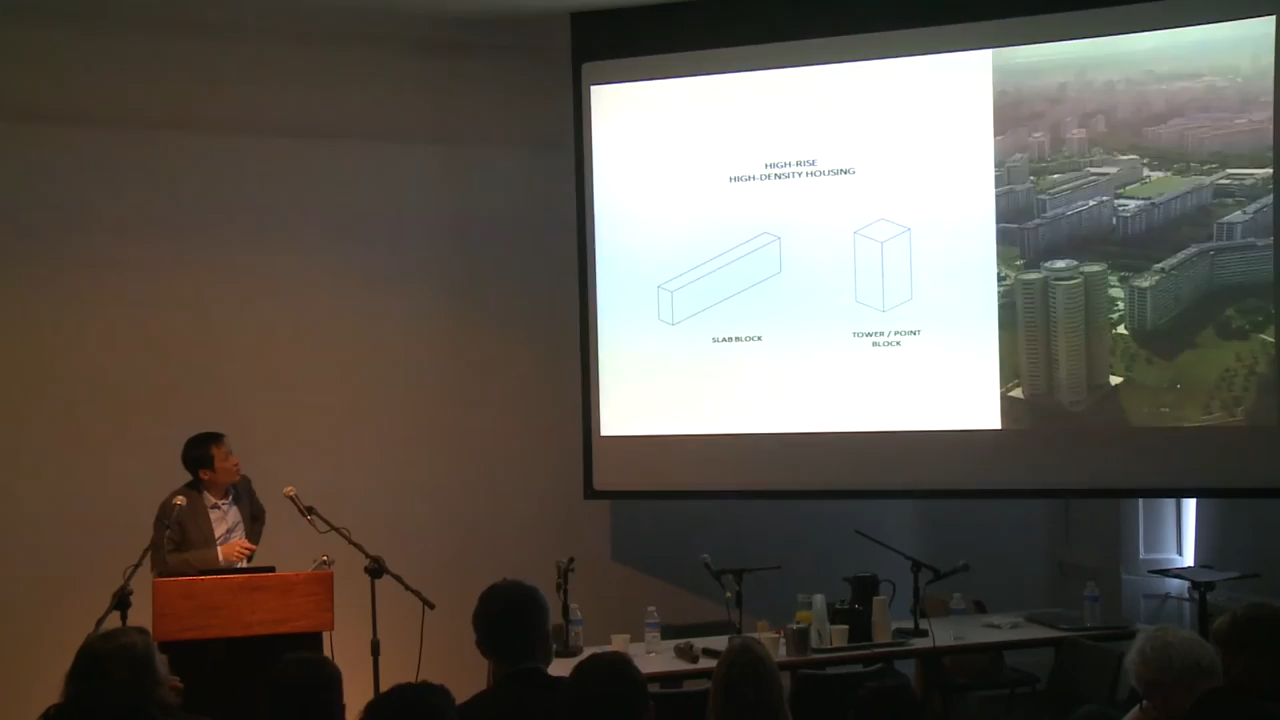 HIGH-RISE
HIGH-DENSITY HOUSING
SLAB BLOCK
TOWER / POINT
BLOCK